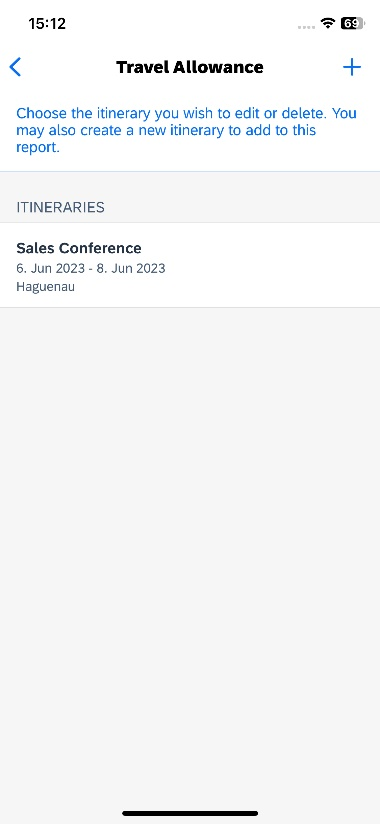 15:12
69
Travel Allowance
Choose the itinerary you wish to edit or delete. You
may also create a new itinerary to add to this
report.
ITINERARIES
Sales Conference
6. Jun 2023 - 8. Jun 2023
Haguenau